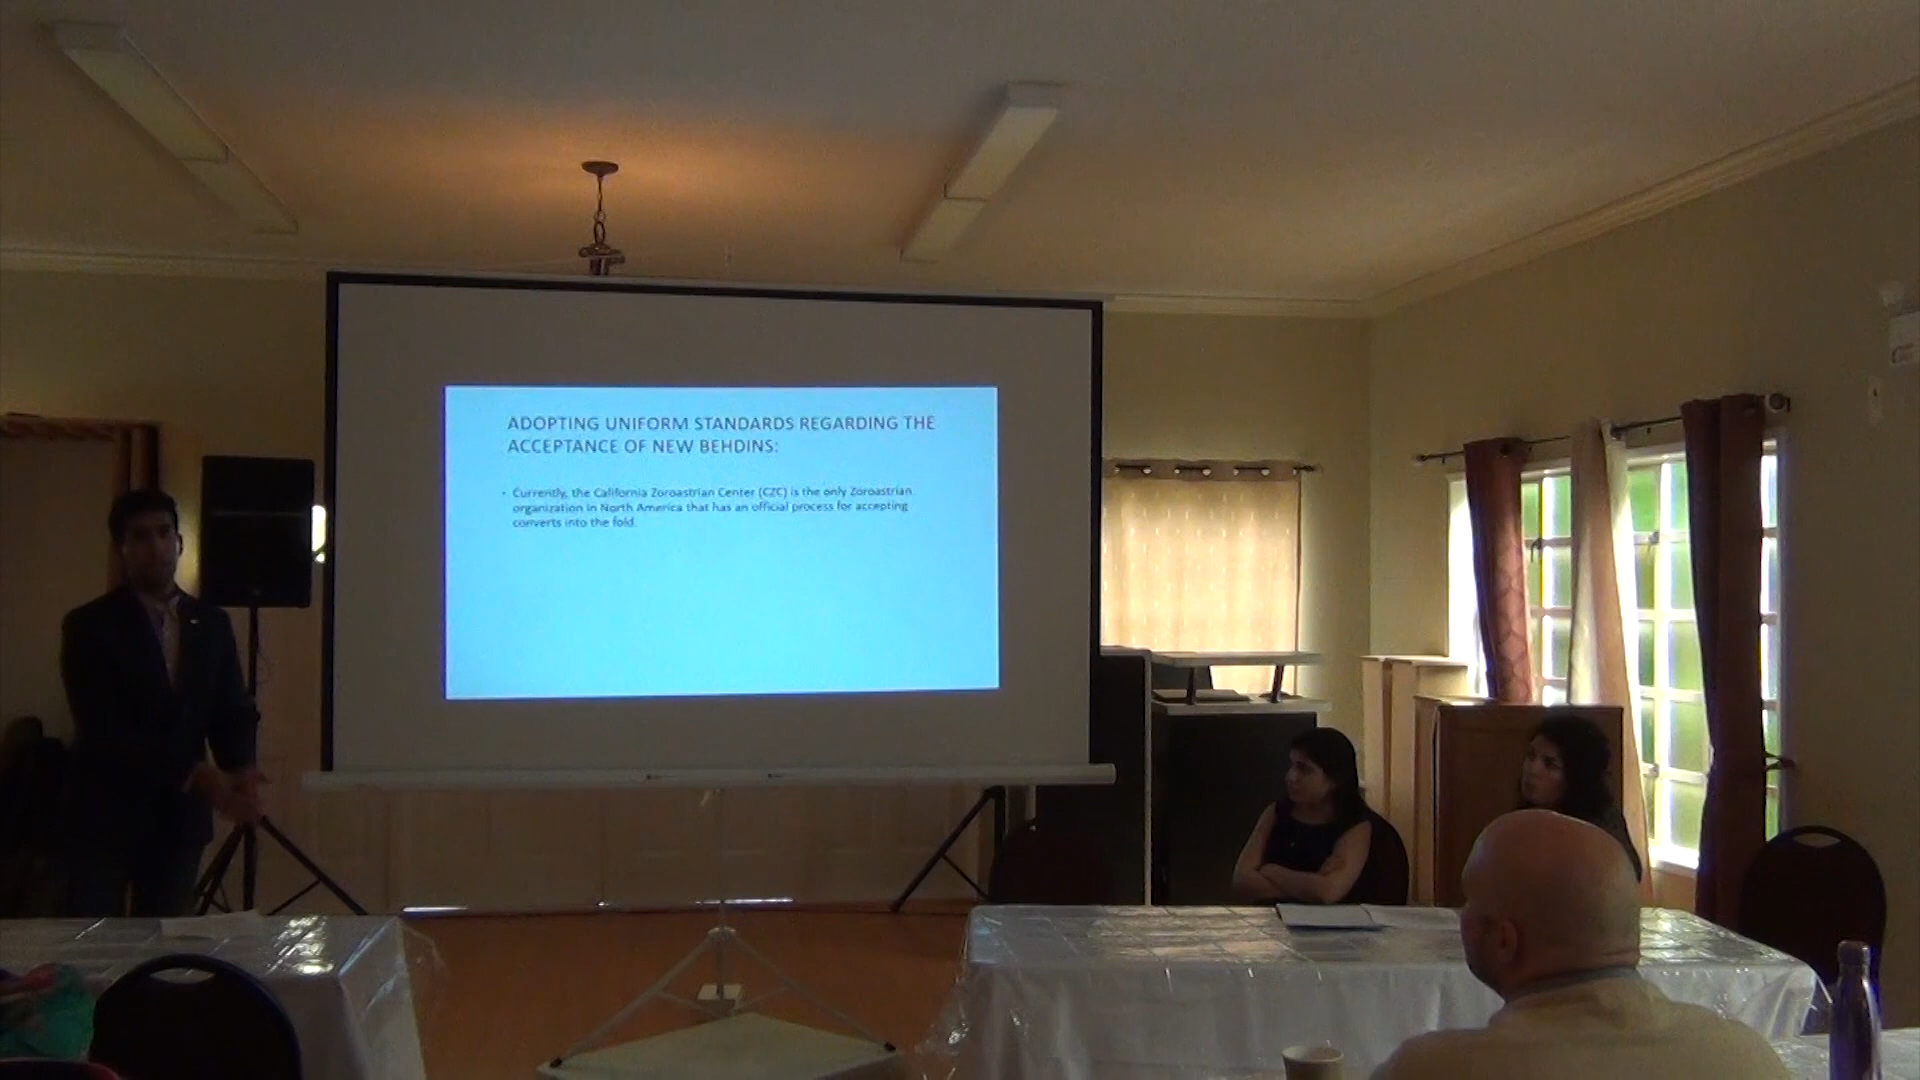 ADOPTING UNIFORM STANDARDS REGARDING THE
ACCEPTANCE OF NEW BEHDINS:
• Currently, the California Zoroastrian Center (CZC) is the only Zoroastrian
organization in North America that has an official process for accepting
converts into the fold.